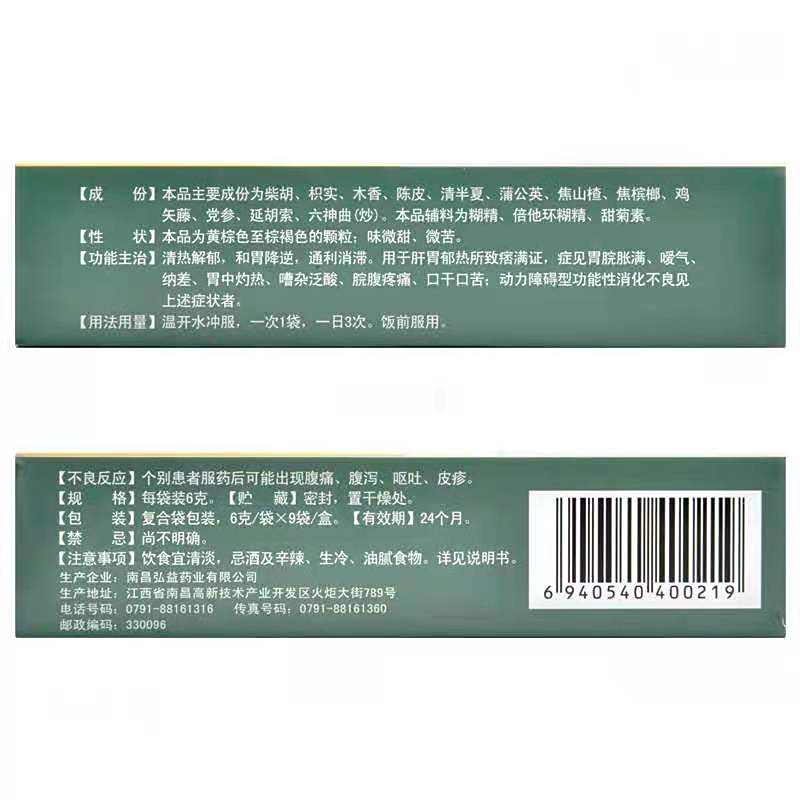 【成　份】本品主要成份为柴胡、枳实、木香、陈皮、清半夏、蒲公英、焦山楂、焦槟榔、鸡
矢藤、党参、延胡索、六神曲(炒)。本品辅料为糊精、倍他环糊精、甜菊素。
【性　状】本品为黄棕色至棕褐色的颗粒；味微甜、微苦。
【功能主治】清热解郁，和胃降逆，通利消滞。用于肝胃郁热所致痞满证，症见胃脘胀满、嗳气、
纳差、胃中灼热、嘈杂泛酸、脘腹疼痛、口干口苦；动力障碍型功能性消化不良见
上述症状者。
【用法用量】温开水冲服，一次1袋，一日3次。饭前服用。
【不良反应】个别患者服药后可能出现腹痛、腹泻、呕吐、皮疹。
【规　格】每袋装6克。【贮　藏】密封，置干燥处。
【包　装】复合袋包装，6克/袋×9袋/盒。【有效期】24个月。
【禁　忌】尚不明确。
【注意事项】饮食宜清淡，忌酒及辛辣、生冷、油腻食物。详见说明书。
生产企业：南昌弘益药业有限公司
生产地址：江西省南昌高新技术产业开发区火炬大街789号
电话号码：0791-88161316　传真号码：0791-88161360
邮政编码：330096
6 940540 400219